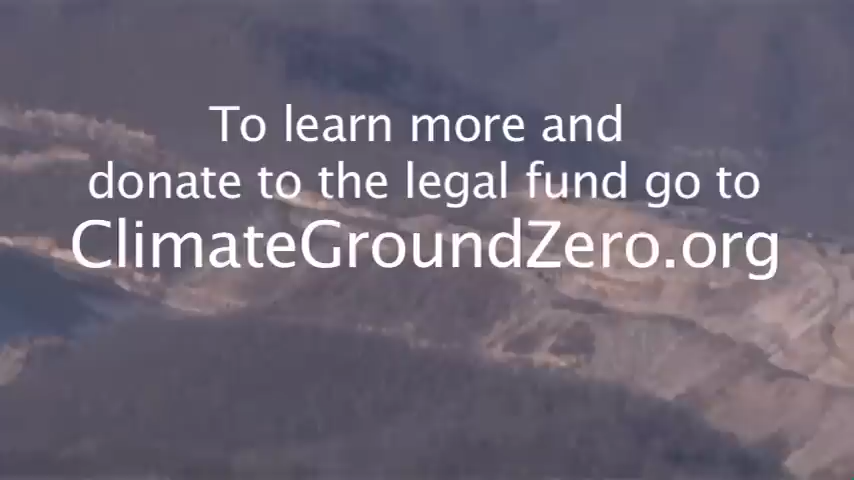 To learn more and
donate to the legal fund go to
ClimateGroundZero.org